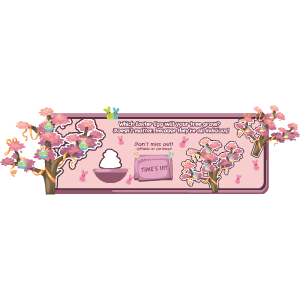 Which Easter Egg will your tree grow?
Doesn't matter, because they're all delicious!
Don't miss out!
TIME'S UP!